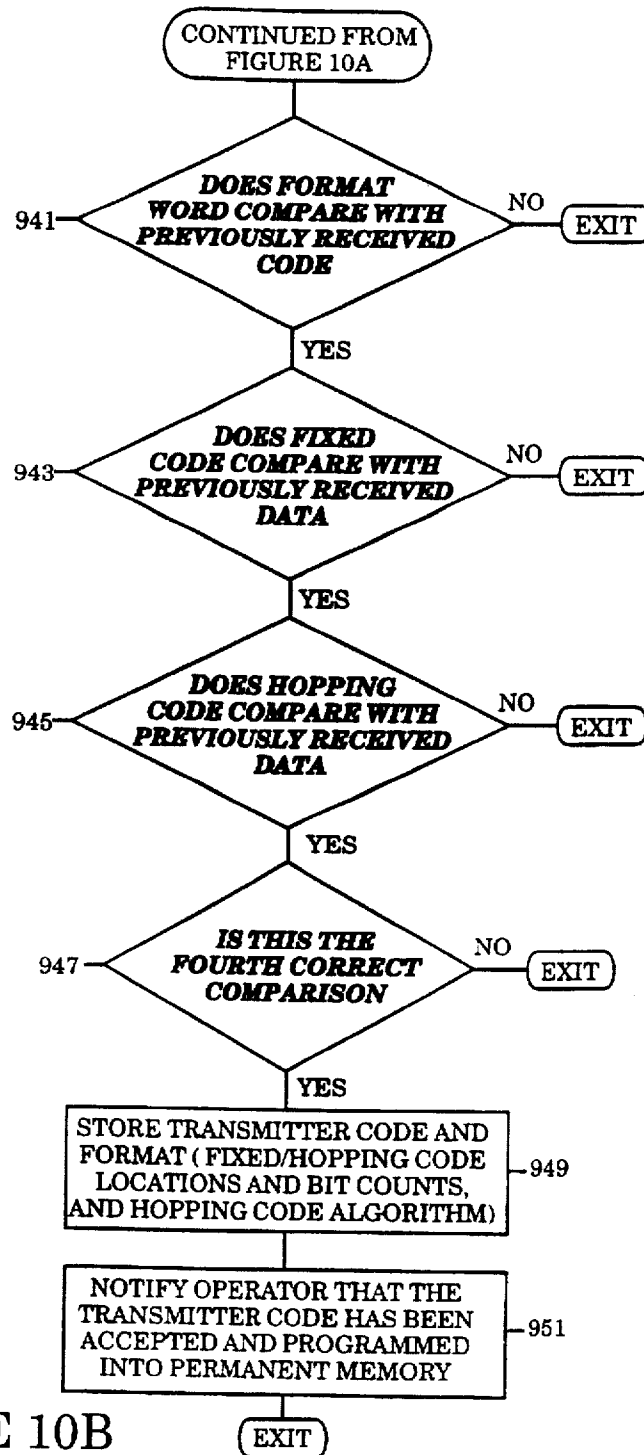 CONTINUED FROM
FIGURE 10A
DOES FORMAT
WORD COMPARE WITH
PREVIOUSLY RECEIVED
CODE
941
NO
EXIT
YES
DOES FIXED
CODE COMPARE WITH
PREVIOUSLY RECEIVED
DATA
943
NO
EXIT
YES
DOES HOPPING
CODE COMPARE WITH
PREVIOUSLY RECEIVED
DATA
945
NO
EXIT
YES
IS THIS THE
FOURTH CORRECT
COMPARISON
947
NO
EXIT
YES
STORE TRANSMITTER CODE AND
FORMAT ( FIXED/HOPPING CODE
LOCATIONS AND BIT COUNTS,
AND HOPPING CODE ALGORITHM)
949
NOTIFY OPERATOR THAT THE
TRANSMITTER CODE HAS BEEN
ACCEPTED AND PROGRAMMED
INTO PERMANENT MEMORY
951
E 10B
EXIT